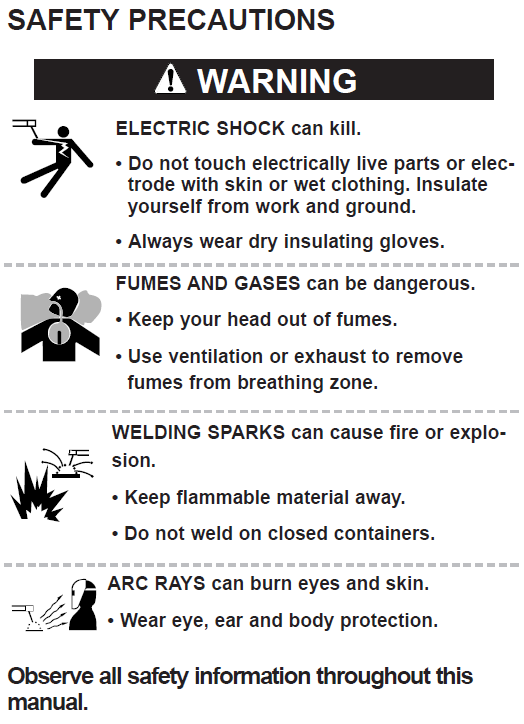 SAFETY PRECAUTIONS
WARNING
ELECTRIC SHOCK can kill.
• Do not touch electrically live parts or elec-
trode with skin or wet clothing. Insulate
yourself from work and ground.
• Always wear dry insulating gloves.
FUMES AND GASES can be dangerous.
• Keep your head out of fumes.
• Use ventilation or exhaust to remove
fumes from breathing zone.
WELDING SPARKS can cause fire or explo-
sion.
• Keep flammable material away.
• Do not weld on closed containers.
ARC RAYS can burn eyes and skin.
• Wear eye, ear and body protection.
Observe all safety information throughout this
manual.